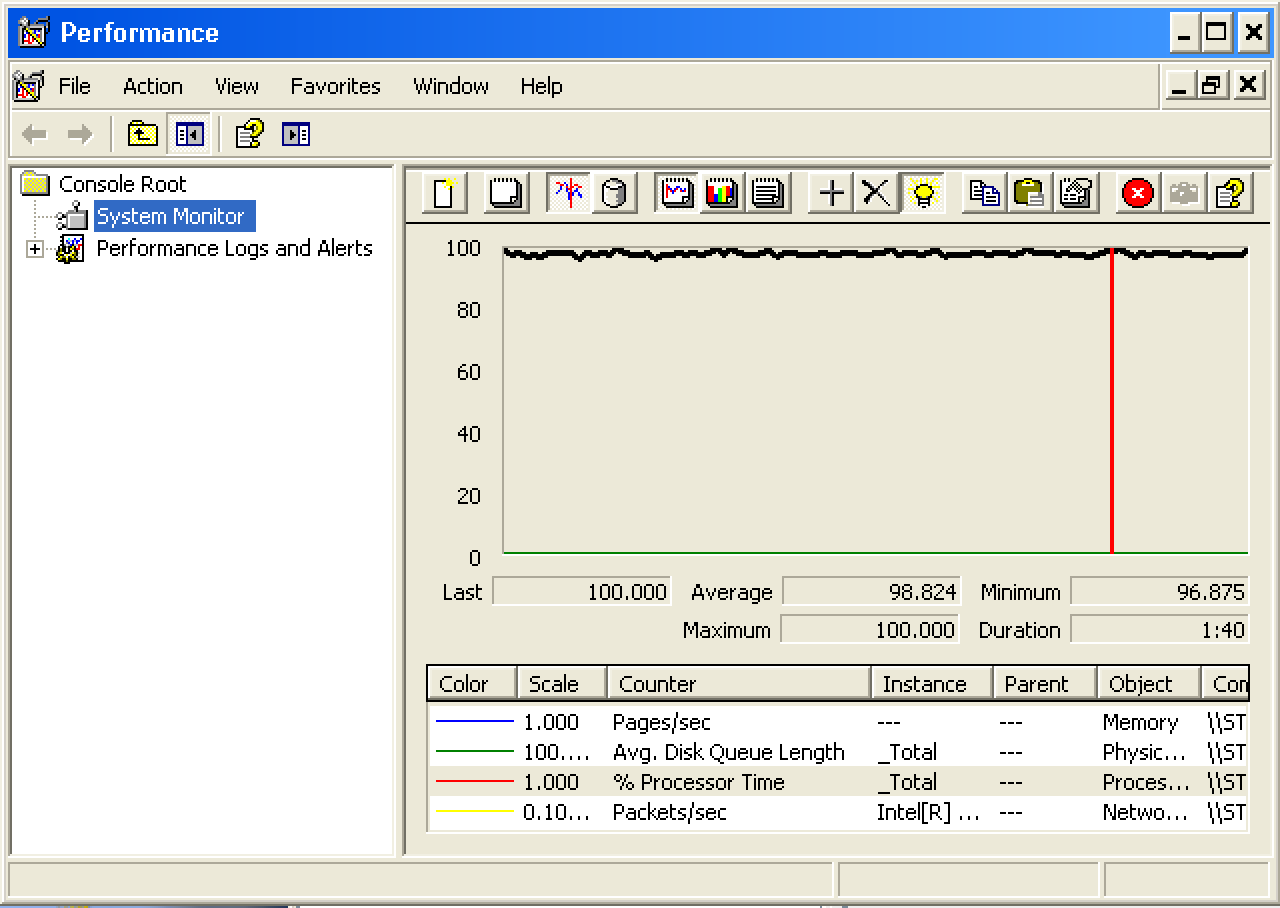 Performance
File Action View Favorites Window Help
Console Root
System Monitor
Performance Logs and Alerts
100
80
60
40
20
0
Last 100.000 Average 98.824 Minimum 96.875
Maximum 100.000 Duration 1:40
Color Scale Counter Instance Parent Object Con
1.000 Pages/sec --- --- Memory \\ST
100.... Avg. Disk Queue Length _Total --- Physic... \\ST
1.000 % Processor Time _Total --- Proces... \\ST
0.10... Packets/sec Intel[R] ... --- Netwo... \\ST